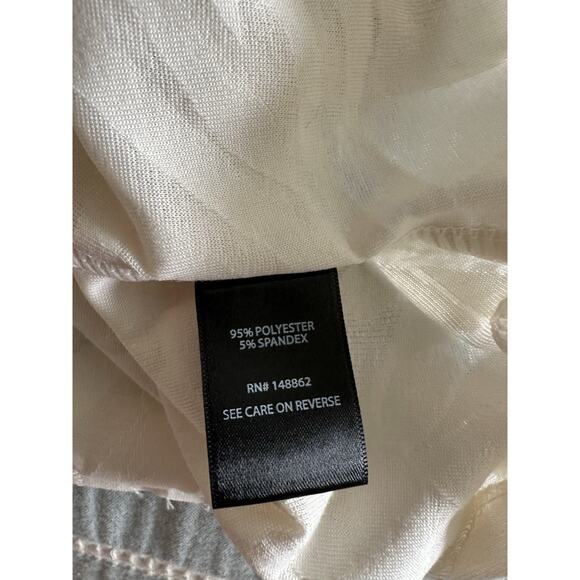 95% POLYESTER
5% SPANDEX
RN# 148862
SEE CARE ON REVERSE